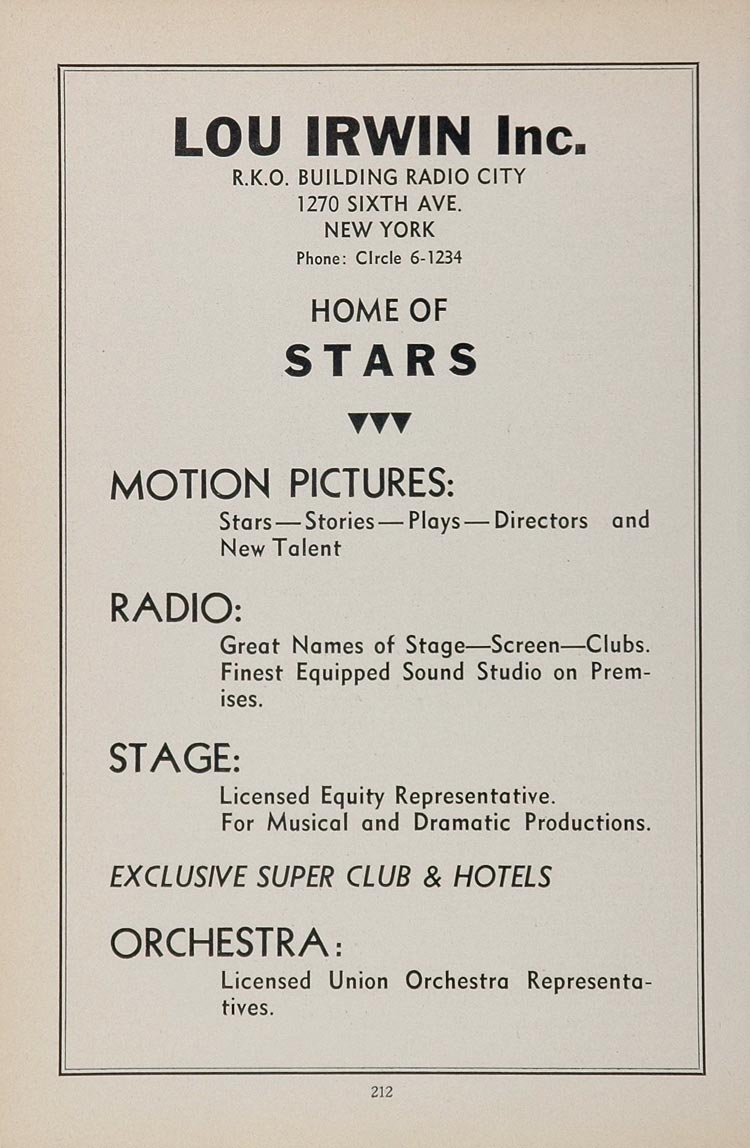 LOU IRWIN Inc.
R.K.O. BUILDING RADIO CITY
1270 SIXTH AVE.
NEW YORK
Phone: CIrcle 6-1234
HOME OF
STARS
MOTION PICTURES:
Stars—Stories—Plays—Directors and
New Talent
RADIO:
Great Names of Stage—Screen—Clubs.
Finest Equipped Sound Studio on Prem-
ises.
STAGE:
Licensed Equity Representative.
For Musical and Dramatic Productions.
EXCLUSIVE SUPER CLUB & HOTELS
ORCHESTRA:
Licensed Union Orchestra Representa-
tives.
212